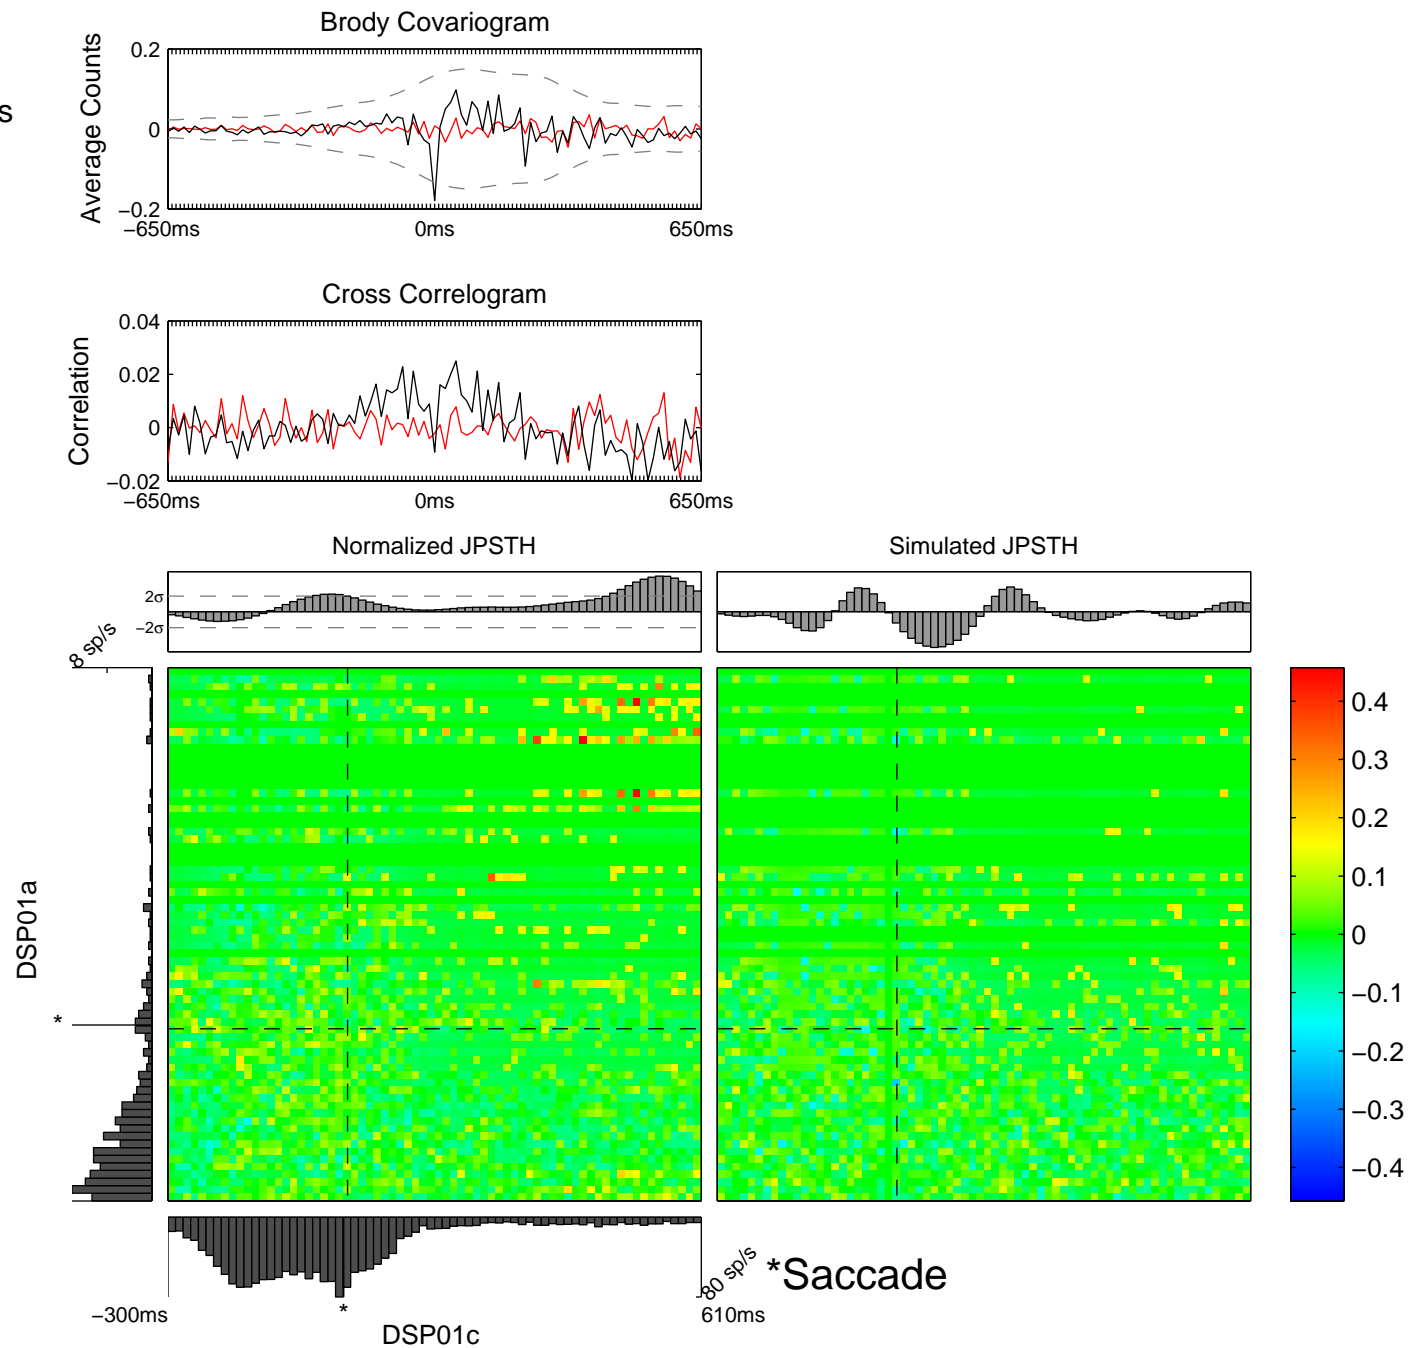 Brody Covariogram
s
Average Counts
0.2
0
−0.2
−650ms 0ms 650ms
Cross Correlogram
Correlation
0.04
0.02
0
−0.02
−650ms 0ms 650ms
Normalized JPSTH Simulated JPSTH
2σ
−2σ
8 sp/s
DSP01a
*
0.4
0.3
0.2
0.1
0
−0.1
−0.2
−0.3
−0.4
80 sp/s
*Saccade
*
−300ms 610ms
DSP01c